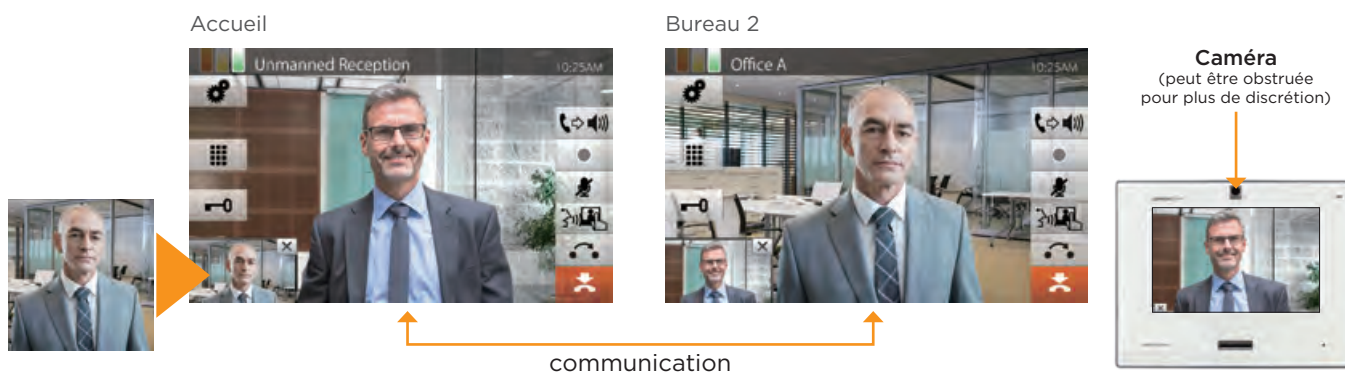 Accueil
Bureau 2
Unmanned Reception
10:25AM
Office A
10:25AM
Caméra
(peut être obstruée
pour plus de discrétion)
communication